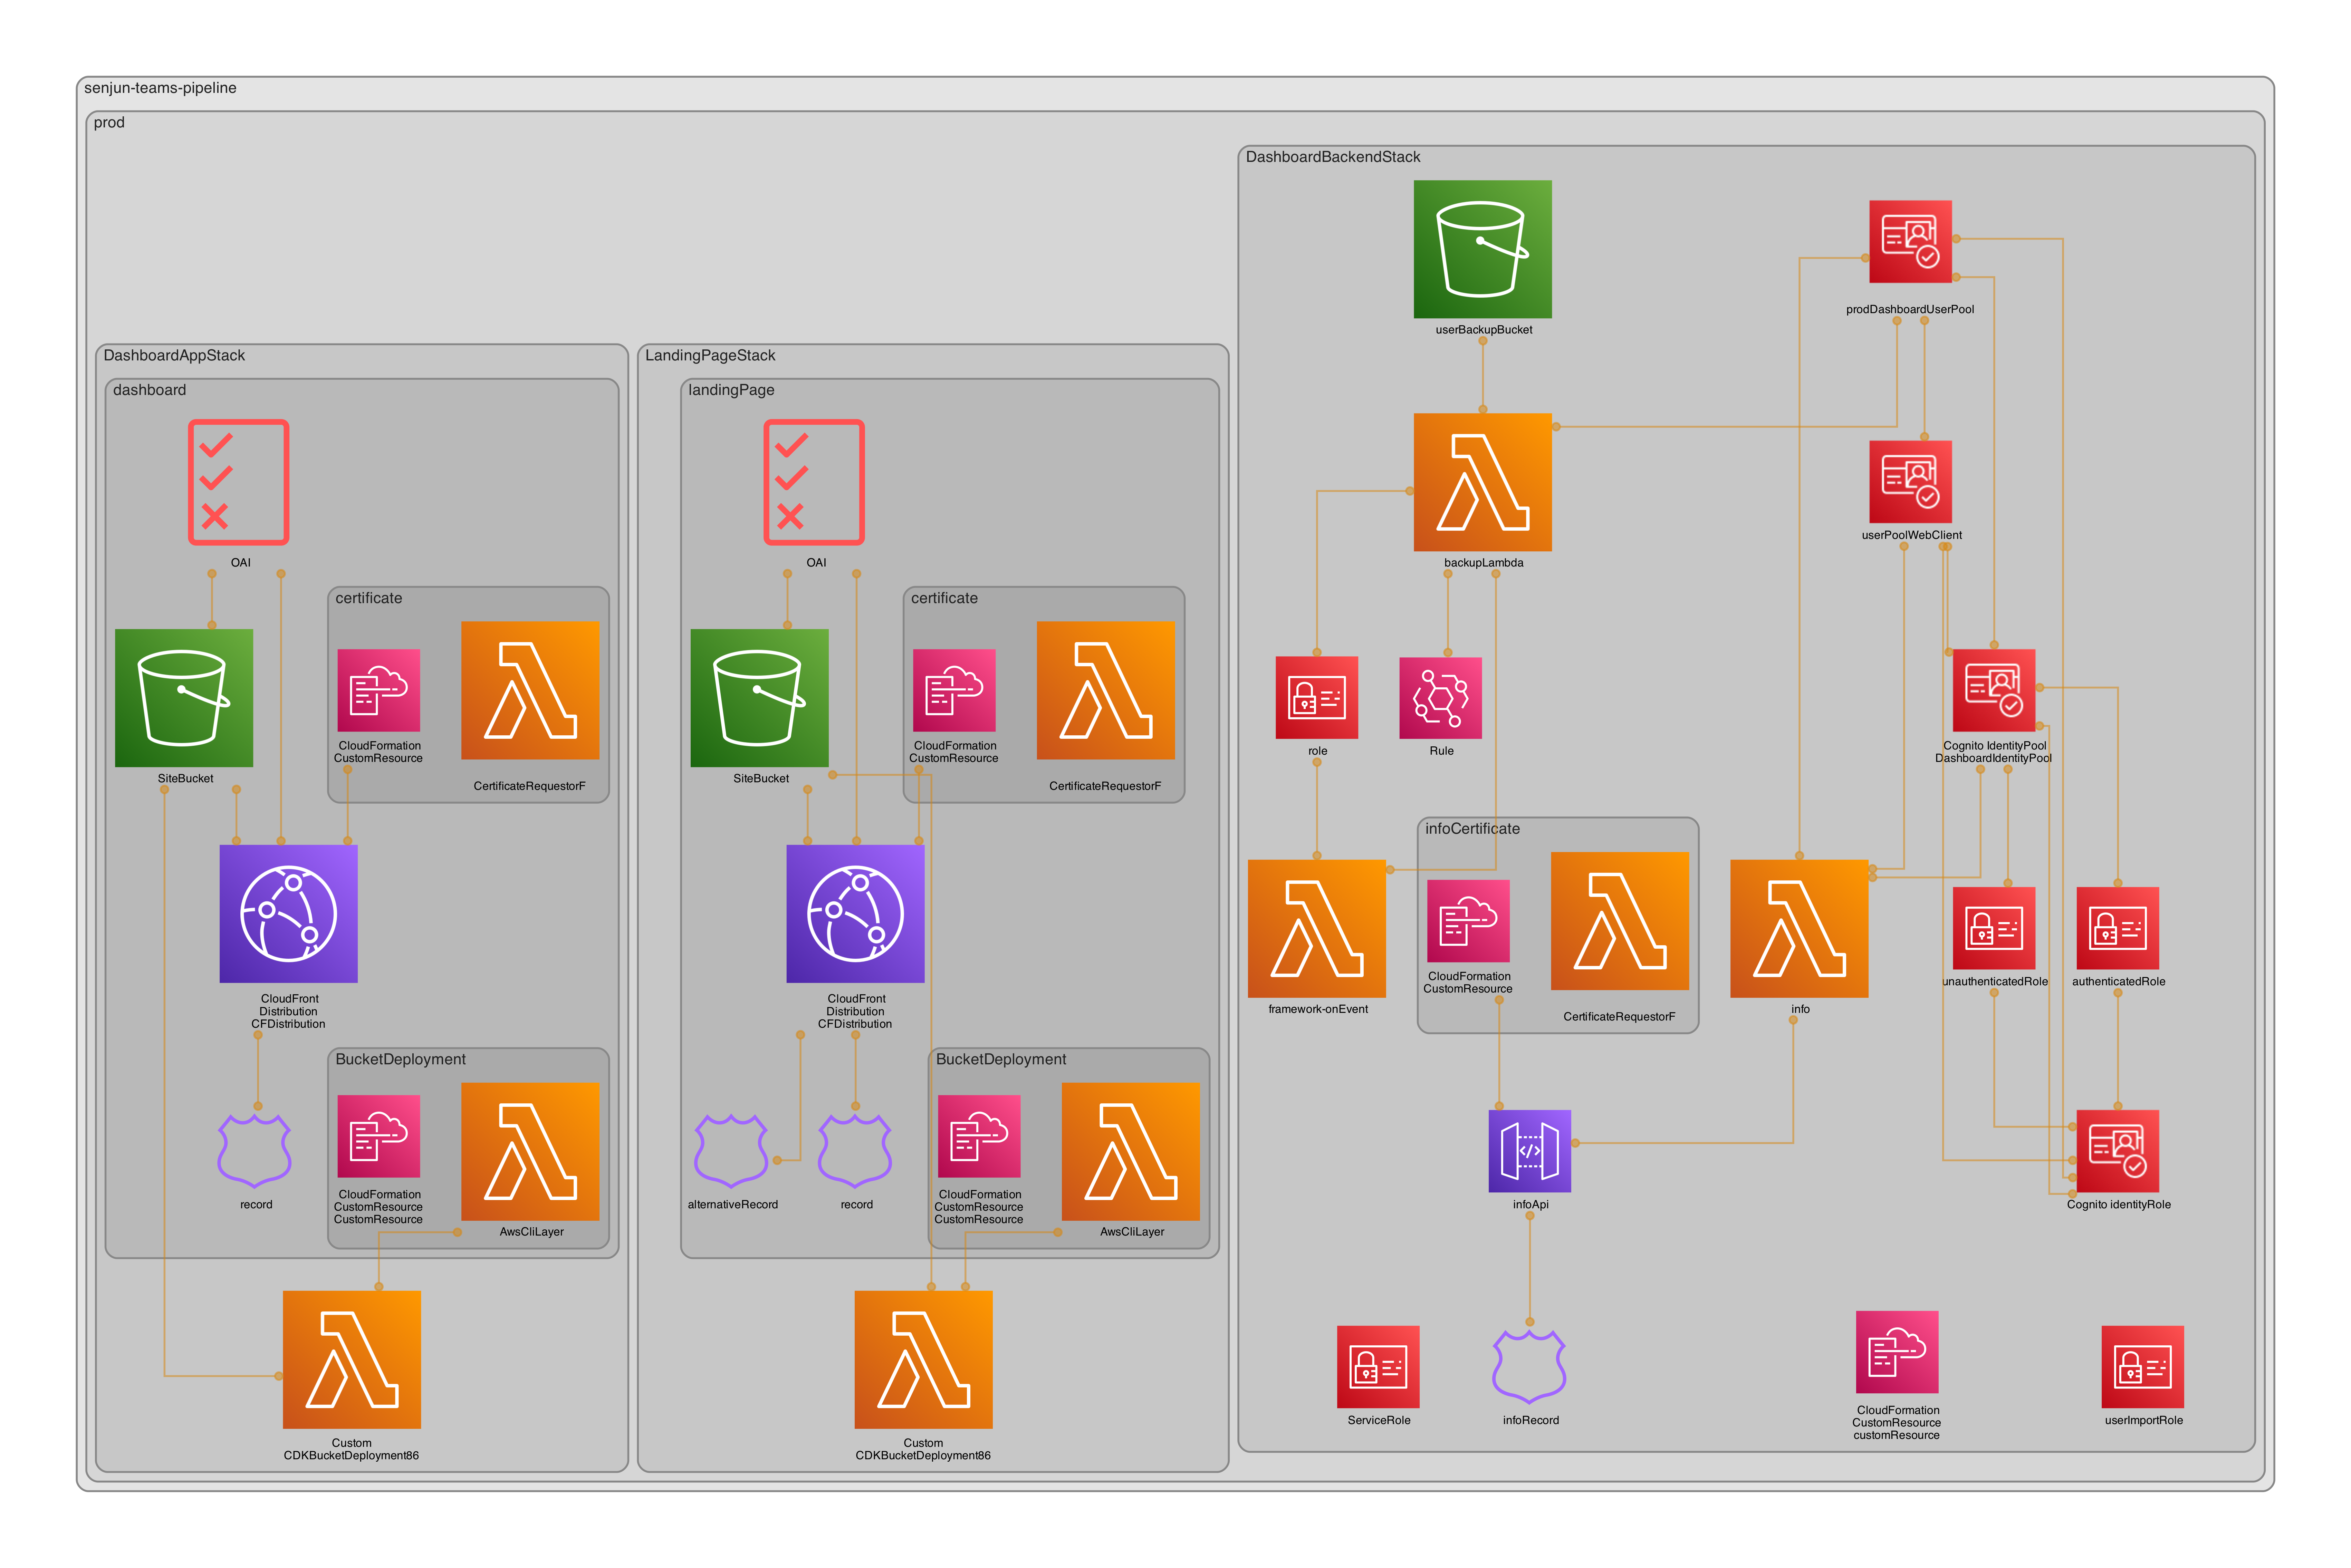 senjun-teams-pipeline
prod
DashboardAppStack
dashboard
OAI
certificate
CloudFormation
CustomResource
CertificateRequestorF
SiteBucket
CloudFront
Distribution
CFDistribution
record
BucketDeployment
CloudFormation
CustomResource
CustomResource
AwsCliLayer
Custom
CDKBucketDeployment86
LandingPageStack
landingPage
OAI
certificate
CloudFormation
CustomResource
CertificateRequestorF
SiteBucket
CloudFront
Distribution
CFDistribution
alternativeRecord
record
BucketDeployment
CloudFormation
CustomResource
CustomResource
AwsCliLayer
Custom
CDKBucketDeployment86
DashboardBackendStack
userBackupBucket
prodDashboardUserPool
backupLambda
userPoolWebClient
role
Rule
Cognito IdentityPool
DashboardIdentityPool
framework-onEvent
infoCertificate
CloudFormation
CustomResource
CertificateRequestorF
info
unauthenticatedRole
authenticatedRole
infoApi
Cognito identityRole
ServiceRole
infoRecord
CloudFormation
CustomResource
customResource
userImportRole